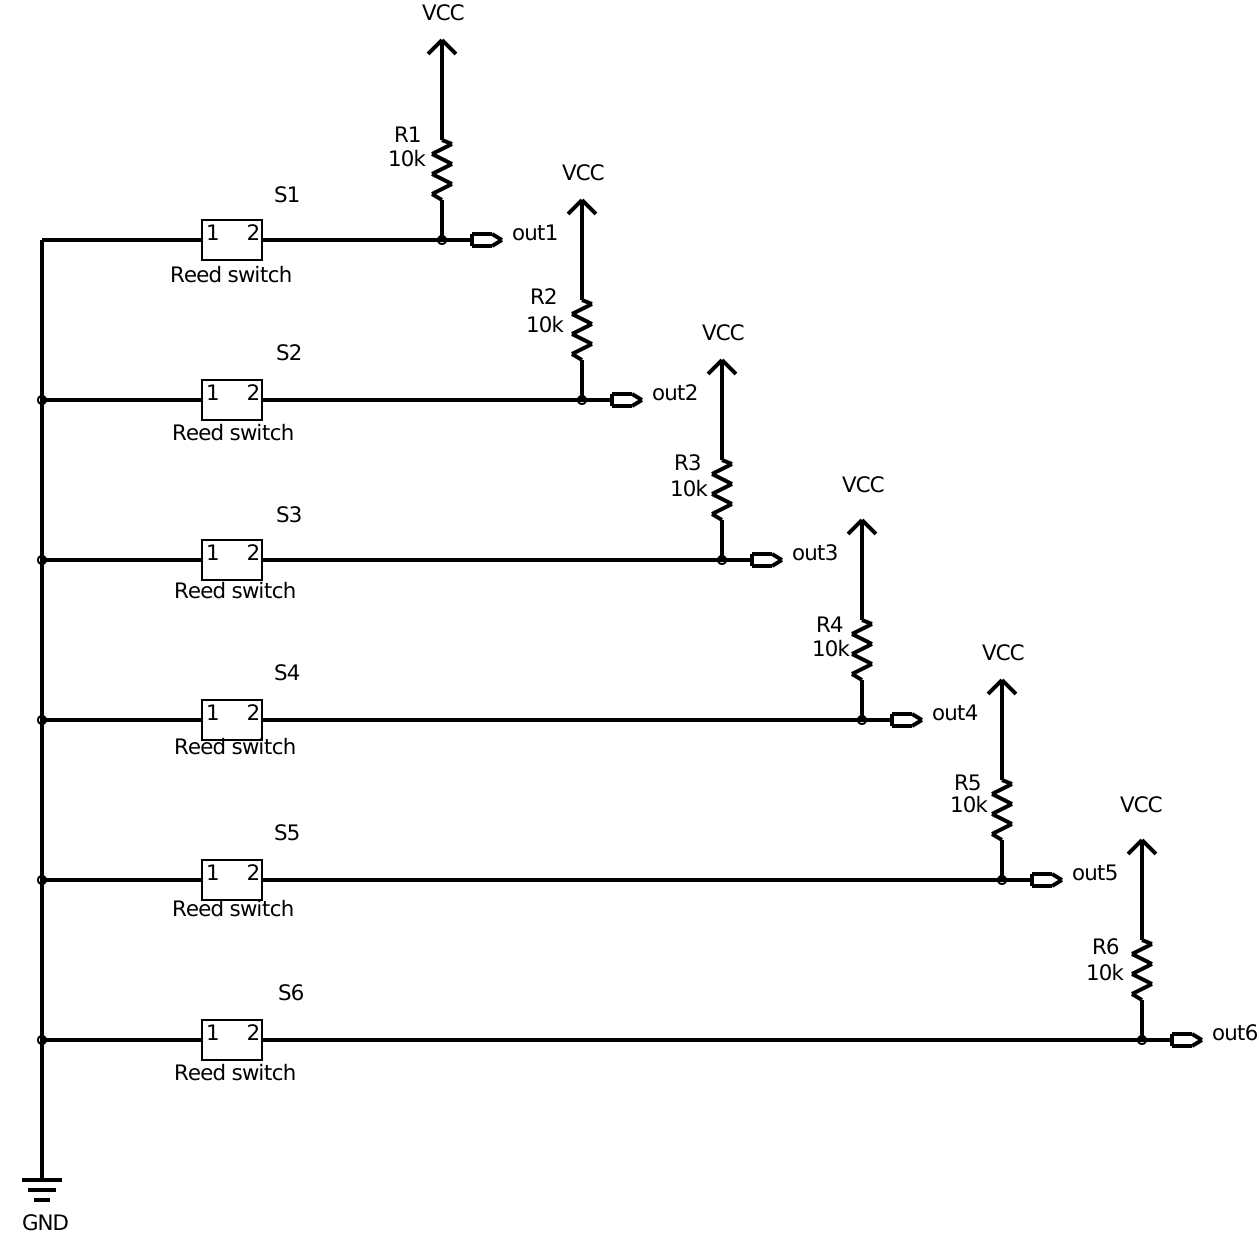 VCC
R1
10k
VCC
S1
1 2
out1
Reed switch
R2
10k
VCC
S2
1 2
out2
Reed switch
R3
10k
VCC
S3
1 2
out3
Reed switch
R4
10k
VCC
S4
1 2
out4
Reed switch
R5
10k
VCC
S5
1 2
out5
Reed switch
R6
10k
S6
1 2
out6
Reed switch
GND